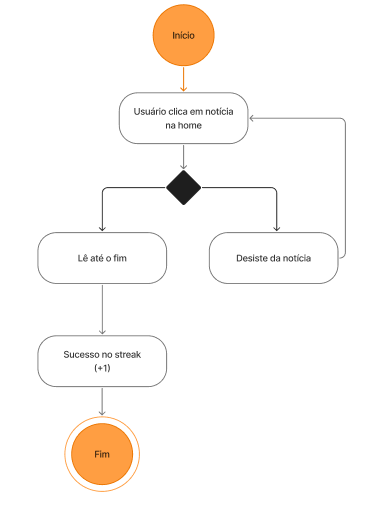 Início
Usuário clica em notícia
na home
Lê até o fim
Desiste da notícia
Sucesso no streak
(+1)
Fim